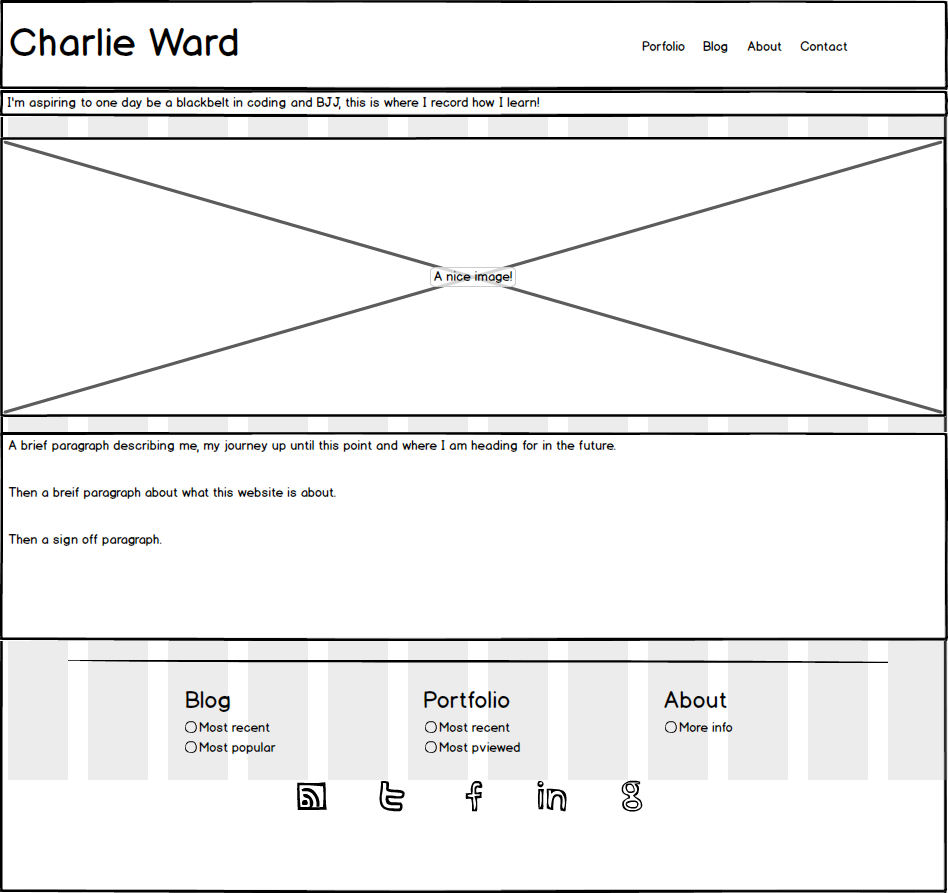 Charlie Ward
Porfolio Blog About Contact
I'm aspiring to one day be a blackbelt in coding and BJJ, this is where I record how I learn!
A nice image!
A brief paragraph describing me, my journey up until this point and where I am heading for in the future.
Then a breif paragraph about what this website is about.
Then a sign off paragraph.
Blog
Most recent
Most popular
Portfolio
Most recent
Most pviewed
About
More info
t f in g